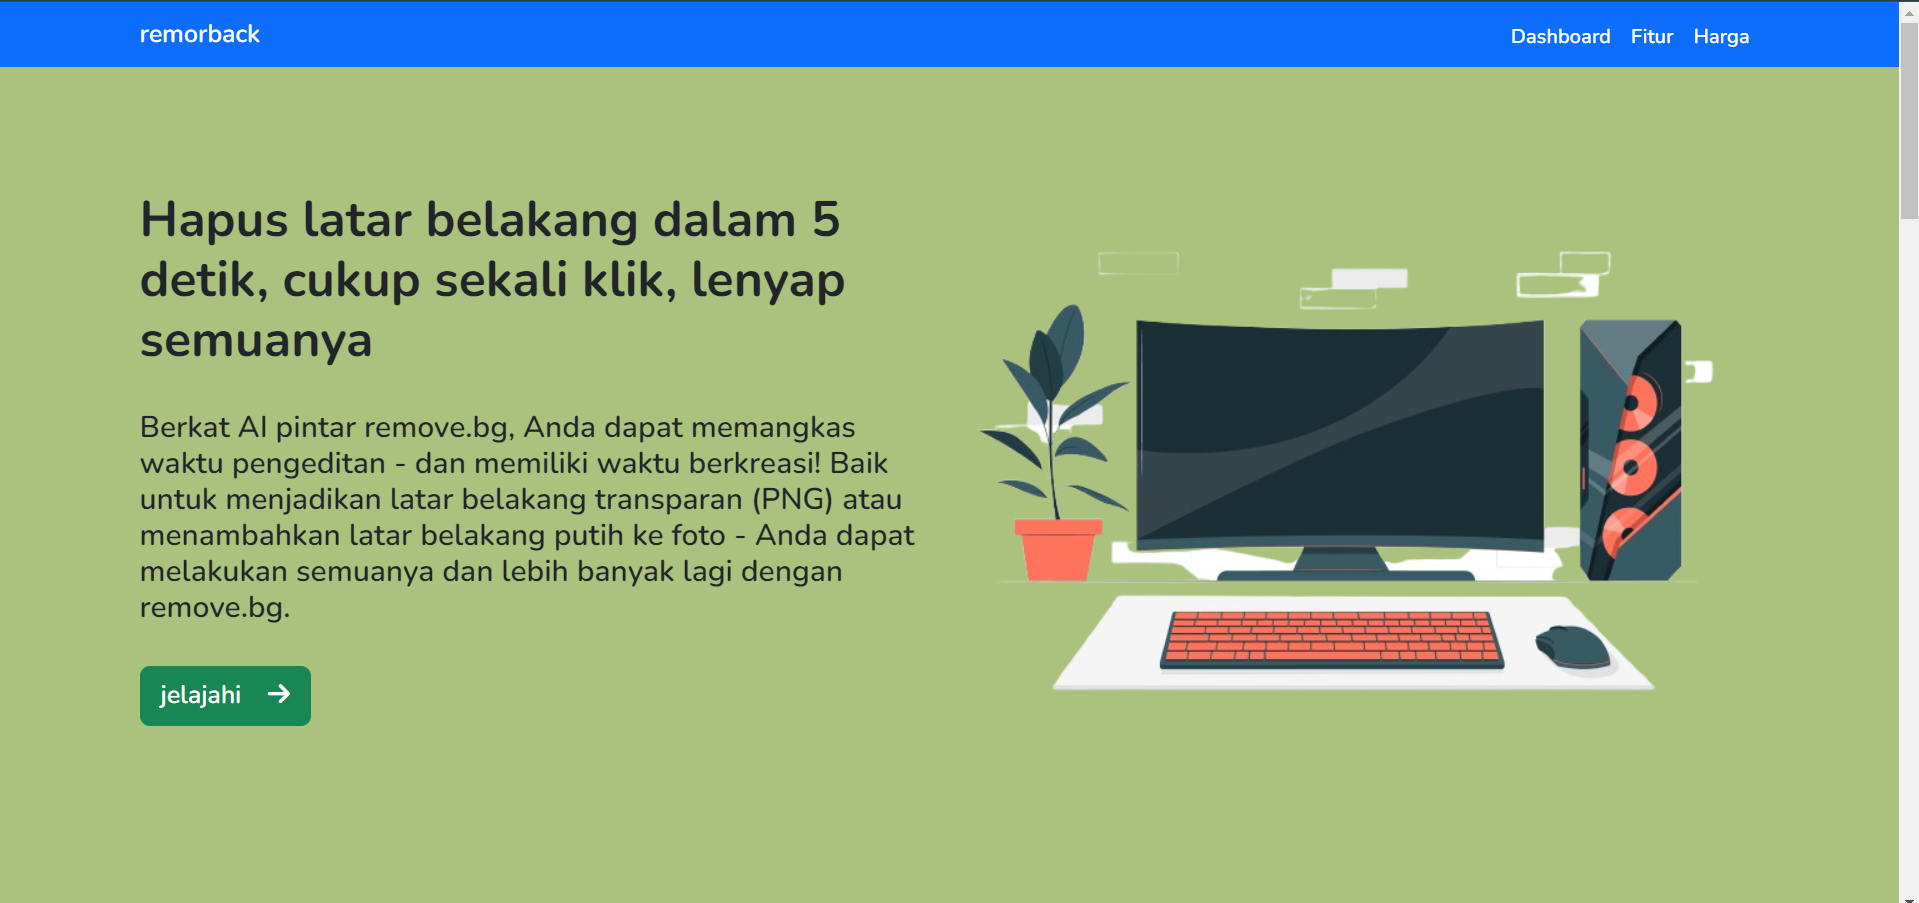 remorback
Dashboard Fitur Harga
Hapus latar belakang dalam 5
detik, cukup sekali klik, lenyap
semuanya
Berkat AI pintar remove.bg, Anda dapat memangkas
waktu pengeditan - dan memiliki waktu berkreasi! Baik
untuk menjadikan latar belakang transparan (PNG) atau
menambahkan latar belakang putih ke foto - Anda dapat
melakukan semuanya dan lebih banyak lagi dengan
remove.bg.
jelajahi →